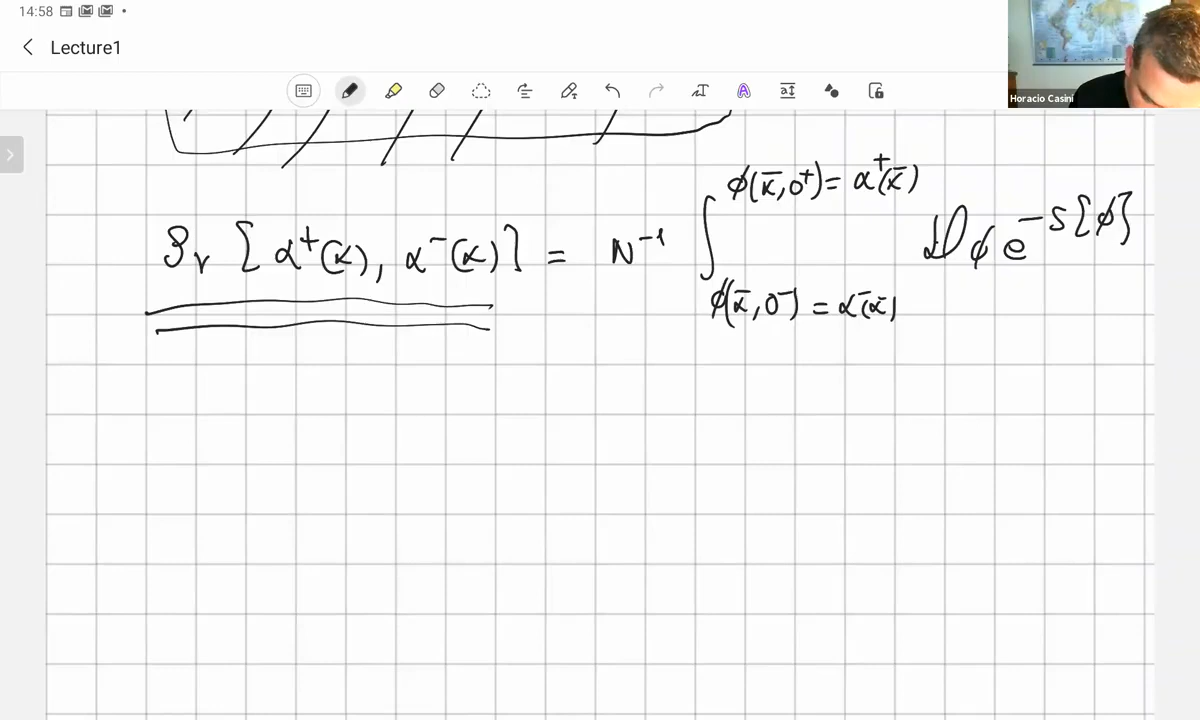 14:58
Lecture1
Horacio Casini
φ(x̄,0⁺)= α⁺(x̄)
ρ_V [α⁺(x), α⁻(x)] = N⁻¹ ∫ Dφ e^{-S[φ]}
φ(x̄,0⁻) = α⁻(x̄)